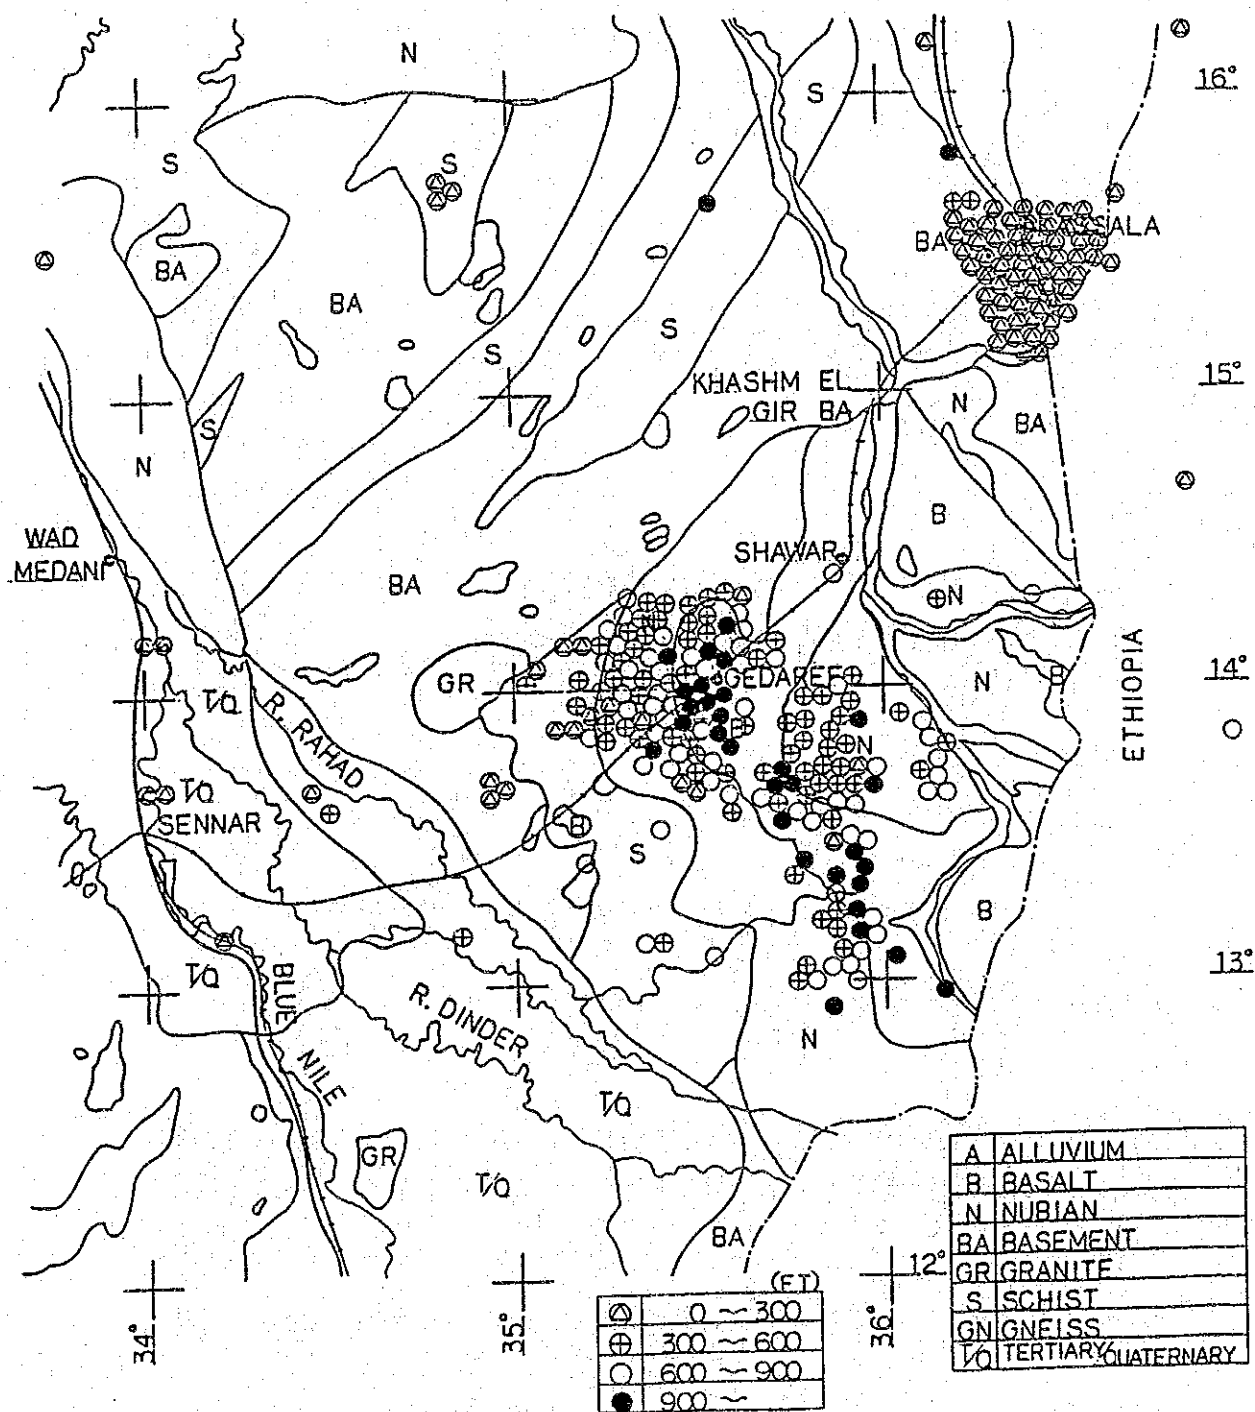 N
S
16°
S
S
BA
BA
BA
S
S
KHASHM EL
GIR BA
15°
N
BA
S
N
B
WAD
MEDANI
SHAWAR
BA
N
ETHIOPIA
14°
GR
GEDAREF
N
B
T/Q
R. RAHAD
B
N
T/Q
SENNAR
B
S
B
13°
T/Q
BLUE
NILE
R. DINDER
N
T/Q
GR
T/Q
BA
12°
34°
35°
36°
(FT)
0 ~ 300
300 ~ 600
600 ~ 900
900 ~
A ALLUVIUM
B BASALT
N NUBIAN
BA BASEMENT
GR GRANITE
S SCHIST
GN GNEISS
T/Q TERTIARY/QUATERNARY